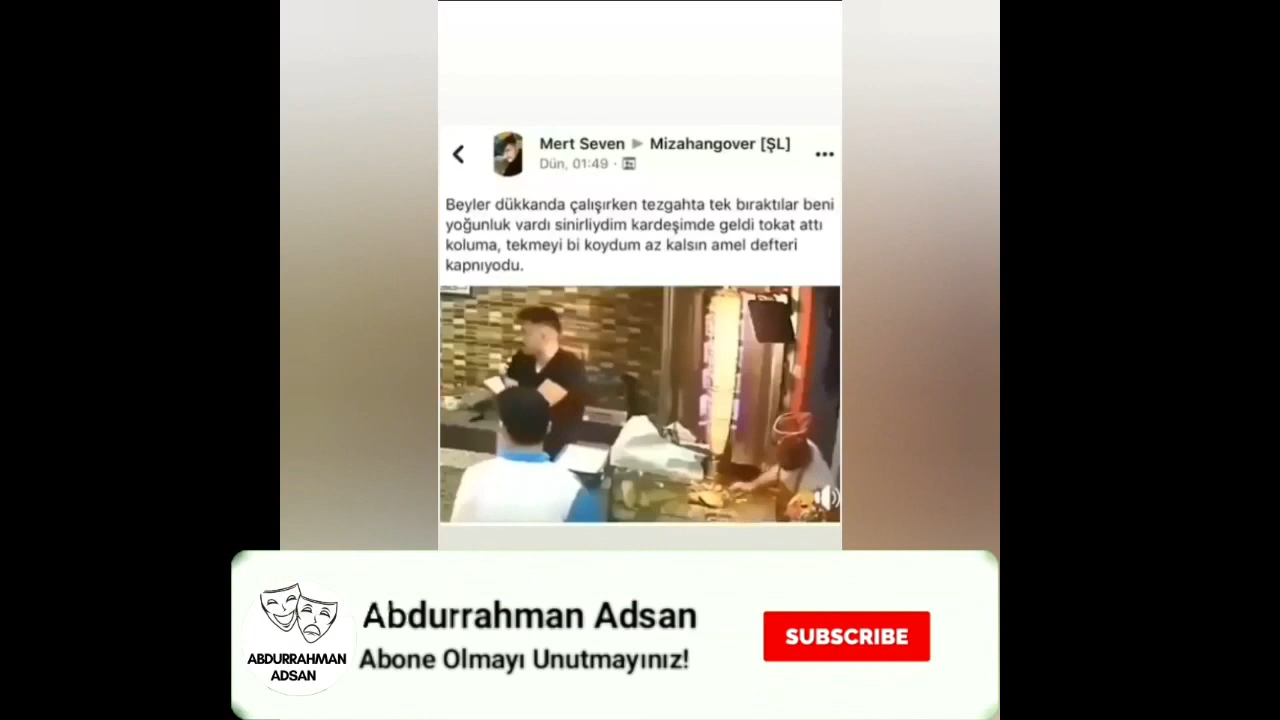 Mert Seven ▶ Mizahangover [ŞL]
Dün, 01:49 ·
Beyler dükkanda çalışırken tezgahta tek bıraktılar beni
yoğunluk vardı sinirliydim kardeşimde geldi tokat attı
koluma, tekmeyi bi koydum az kalsın amel defteri
kapnıyodu.
Abdurrahman Adsan
Abone Olmayı Unutmayınız!
SUBSCRIBE
ABDURRAHMAN
ADSAN